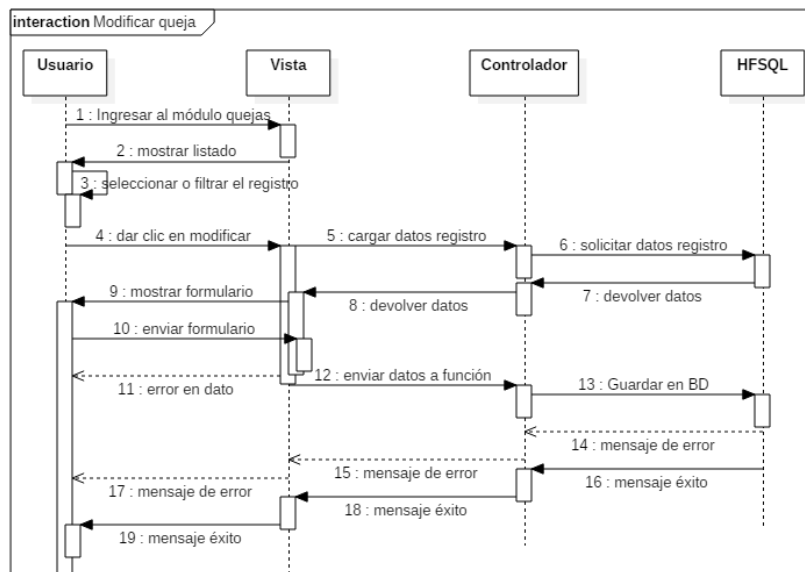 interaction Modificar queja
Usuario
Vista
Controlador
HFSQL
1 : Ingresar al módulo quejas
2 : mostrar listado
3 : seleccionar o filtrar el registro
4 : dar clic en modificar
5 : cargar datos registro
6 : solicitar datos registro
7 : devolver datos
8 : devolver datos
9 : mostrar formulario
10 : enviar formulario
11 : error en dato
12 : enviar datos a función
13 : Guardar en BD
14 : mensaje de error
15 : mensaje de error
16 : mensaje éxito
17 : mensaje de error
18 : mensaje éxito
19 : mensaje éxito